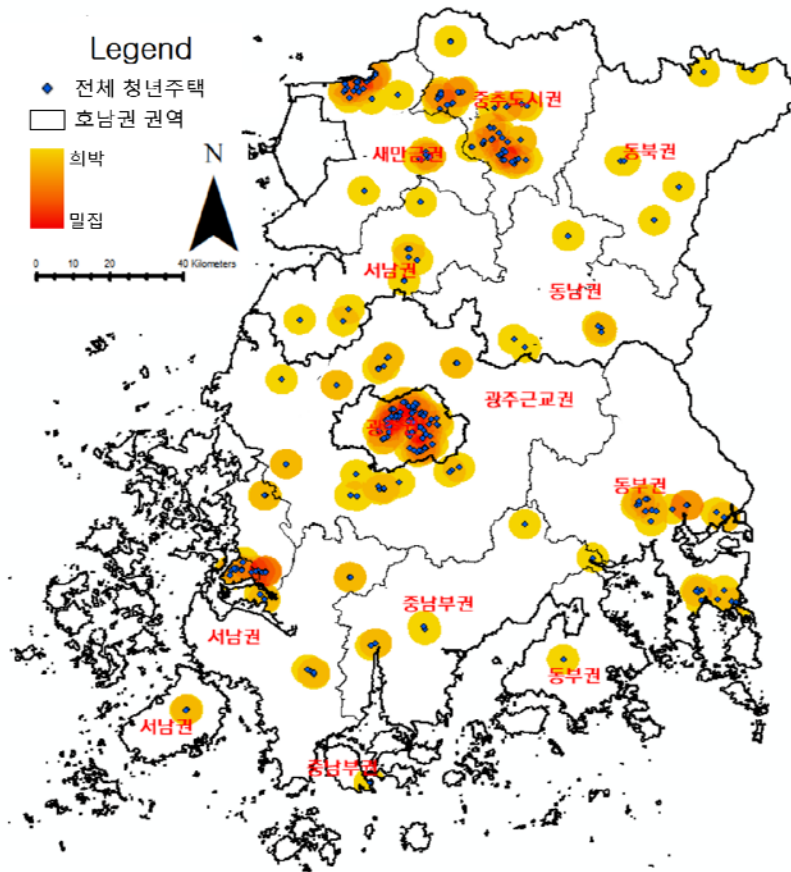 Legend
전체 청년주택
호남권 권역
희박
밀집
N
0 10 20 40 Kilometers
중추도시권
새만금권
동북권
서남권
동남권
광주근교권
동부권
중남부권
서남권
동부권
서남권
중남부권